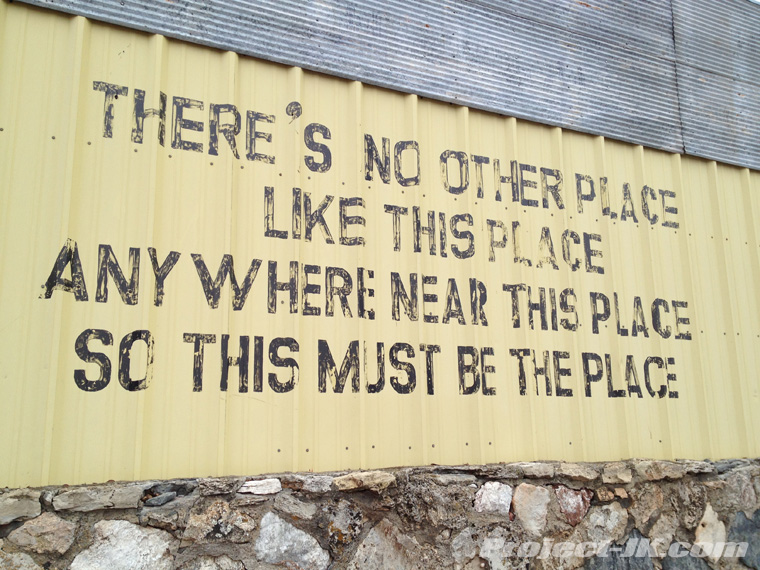 THERE'S NO OTHER PLACE
LIKE THIS PLACE
ANYWHERE NEAR THIS PLACE
SO THIS MUST BE THE PLACE
Project-JK.com